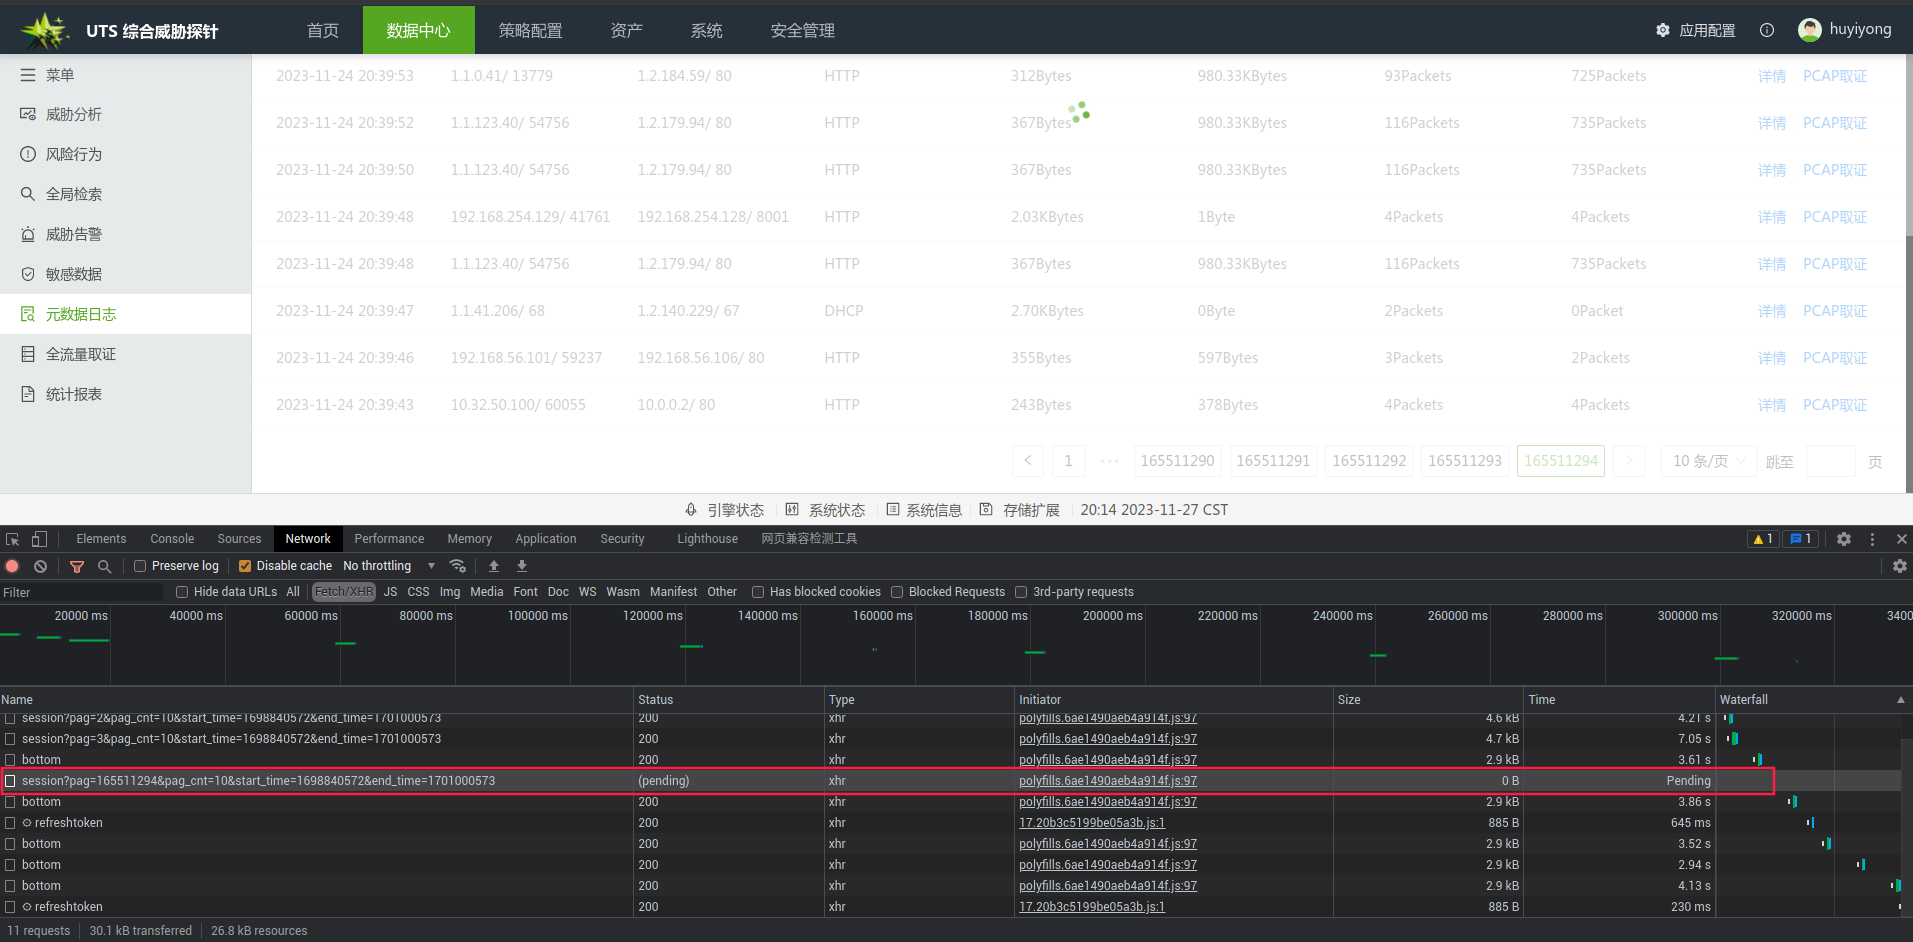 UTS 综合威胁探针 首页 数据中心 策略配置 资产 系统 安全管理 应用配置 huyiyong
菜单
威胁分析
风险行为
全局检索
威胁告警
敏感数据
元数据日志
全流量取证
统计报表
2023-11-24 20:39:53 1.1.0.41/ 13779 1.2.184.59/ 80 HTTP 312Bytes 980.33KBytes 93Packets 725Packets 详情 PCAP取证
2023-11-24 20:39:52 1.1.123.40/ 54756 1.2.179.94/ 80 HTTP 367Bytes 980.33KBytes 116Packets 735Packets 详情 PCAP取证
2023-11-24 20:39:50 1.1.123.40/ 54756 1.2.179.94/ 80 HTTP 367Bytes 980.33KBytes 116Packets 735Packets 详情 PCAP取证
2023-11-24 20:39:48 192.168.254.129/ 41761 192.168.254.128/ 8001 HTTP 2.03KBytes 1Byte 4Packets 4Packets 详情 PCAP取证
2023-11-24 20:39:48 1.1.123.40/ 54756 1.2.179.94/ 80 HTTP 367Bytes 980.33KBytes 116Packets 735Packets 详情 PCAP取证
2023-11-24 20:39:47 1.1.41.206/ 68 1.2.140.229/ 67 DHCP 2.70KBytes 0Byte 2Packets 0Packet 详情 PCAP取证
2023-11-24 20:39:46 192.168.56.101/ 59237 192.168.56.106/ 80 HTTP 355Bytes 597Bytes 3Packets 2Packets 详情 PCAP取证
2023-11-24 20:39:43 10.32.50.100/ 60055 10.0.0.2/ 80 HTTP 243Bytes 378Bytes 4Packets 4Packets 详情 PCAP取证
< 1 ••• 165511290 165511291 165511292 165511293 165511294 > 10 条/页 跳至 页
引擎状态 系统状态 系统信息 存储扩展 20:14 2023-11-27 CST
Elements Console Sources Network Performance Memory Application Security Lighthouse 网页兼容检测工具 1 1
Preserve log Disable cache No throttling
Filter Hide data URLs All Fetch/XHR JS CSS Img Media Font Doc WS Wasm Manifest Other Has blocked cookies Blocked Requests 3rd-party requests
20000 ms 40000 ms 60000 ms 80000 ms 100000 ms 120000 ms 140000 ms 160000 ms 180000 ms 200000 ms 220000 ms 240000 ms 260000 ms 280000 ms 300000 ms 320000 ms 3400
Name Status Type Initiator Size Time Waterfall
session?pag=2&pag_cnt=10&start_time=1698840572&end_time=1701000573 200 xhr polyfills.6ae1490aeb4a914f.js:97 4.6 kB 4.21 s
session?pag=3&pag_cnt=10&start_time=1698840572&end_time=1701000573 200 xhr polyfills.6ae1490aeb4a914f.js:97 4.7 kB 7.05 s
bottom 200 xhr polyfills.6ae1490aeb4a914f.js:97 2.9 kB 3.61 s
session?pag=165511294&pag_cnt=10&start_time=1698840572&end_time=1701000573 (pending) xhr polyfills.6ae1490aeb4a914f.js:97 0 B Pending
bottom 200 xhr polyfills.6ae1490aeb4a914f.js:97 2.9 kB 3.86 s
refreshtoken 200 xhr 17.20b3c5199be05a3b.js:1 885 B 645 ms
bottom 200 xhr polyfills.6ae1490aeb4a914f.js:97 2.9 kB 3.52 s
bottom 200 xhr polyfills.6ae1490aeb4a914f.js:97 2.9 kB 2.94 s
bottom 200 xhr polyfills.6ae1490aeb4a914f.js:97 2.9 kB 4.13 s
refreshtoken 200 xhr 17.20b3c5199be05a3b.js:1 885 B 230 ms
11 requests 30.1 kB transferred 26.8 kB resources